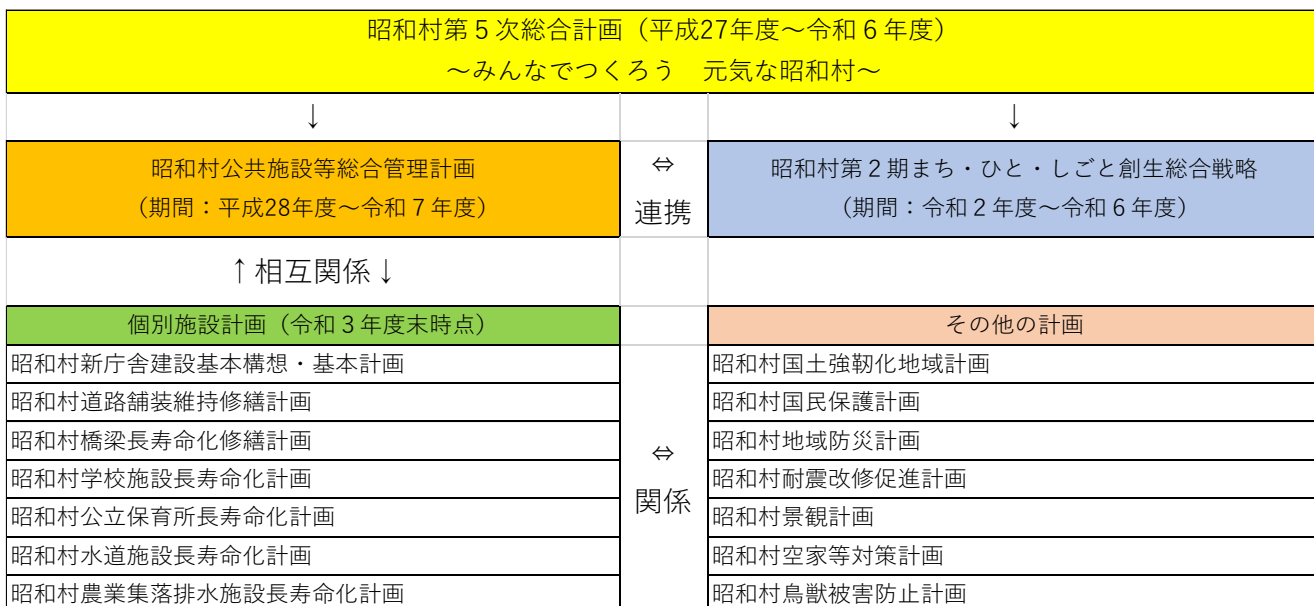 昭和村第５次総合計画（平成27年度～令和６年度）
～みんなでつくろう　元気な昭和村～
↓
↓
昭和村公共施設等総合管理計画
（期間：平成28年度～令和７年度）
⇔
連携
昭和村第２期まち・ひと・しごと創生総合戦略
（期間：令和２年度～令和６年度）
↑相互関係↓
個別施設計画（令和３年度末時点）
昭和村新庁舎建設基本構想・基本計画
昭和村道路舗装維持修繕計画
昭和村橋梁長寿命化修繕計画
昭和村学校施設長寿命化計画
昭和村公立保育所長寿命化計画
昭和村水道施設長寿命化計画
昭和村農業集落排水施設長寿命化計画
⇔
関係
その他の計画
昭和村国土強靭化地域計画
昭和村国民保護計画
昭和村地域防災計画
昭和村耐震改修促進計画
昭和村景観計画
昭和村空家等対策計画
昭和村鳥獣被害防止計画